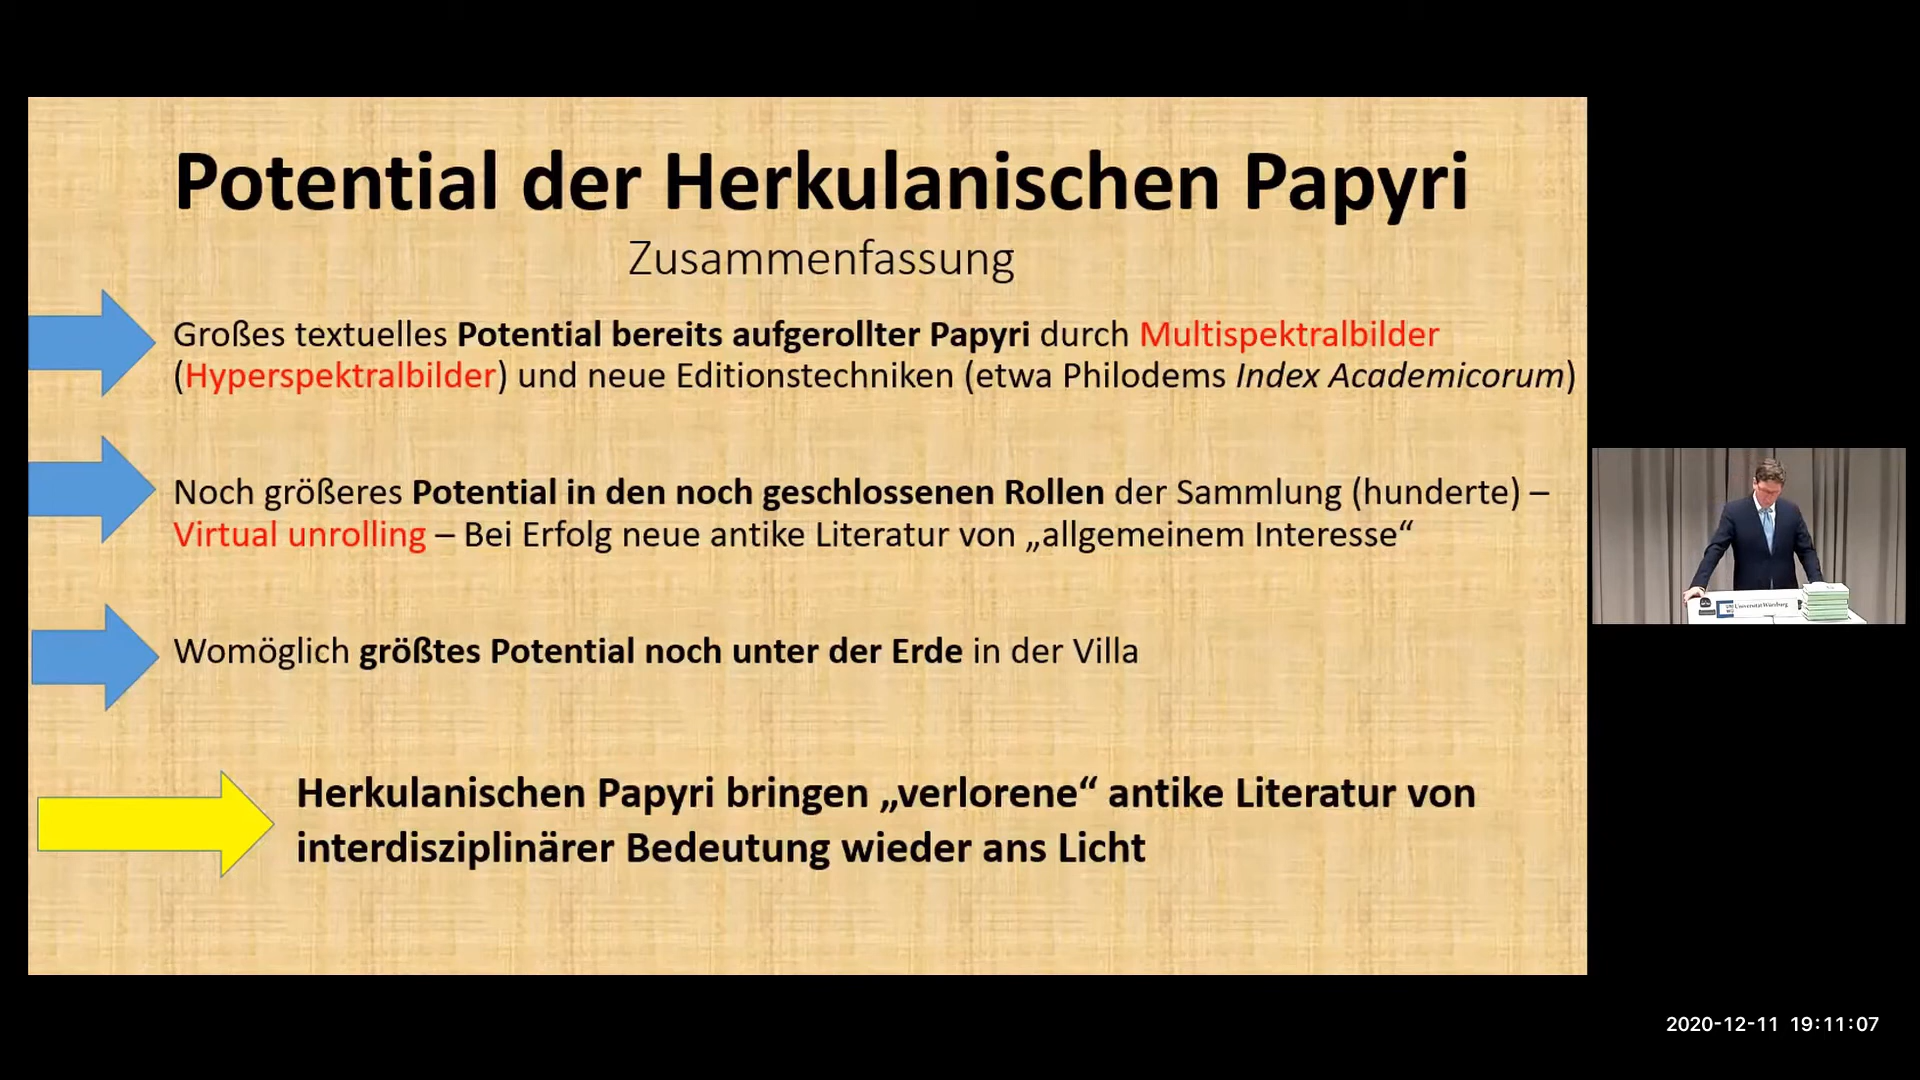 Potential der Herkulanischen Papyri
Zusammenfassung
Großes textuelles Potential bereits aufgerollter Papyri durch Multispektralbilder
(Hyperspektralbilder) und neue Editionstechniken (etwa Philodems Index Academicorum)
Noch größeres Potential in den noch geschlossenen Rollen der Sammlung (hunderte) –
Virtual unrolling – Bei Erfolg neue antike Literatur von „allgemeinem Interesse“
Womöglich größtes Potential noch unter der Erde in der Villa
Herkulanischen Papyri bringen „verlorene“ antike Literatur von
interdisziplinärer Bedeutung wieder ans Licht
Universität Würzburg
2020-12-11 19:11:07